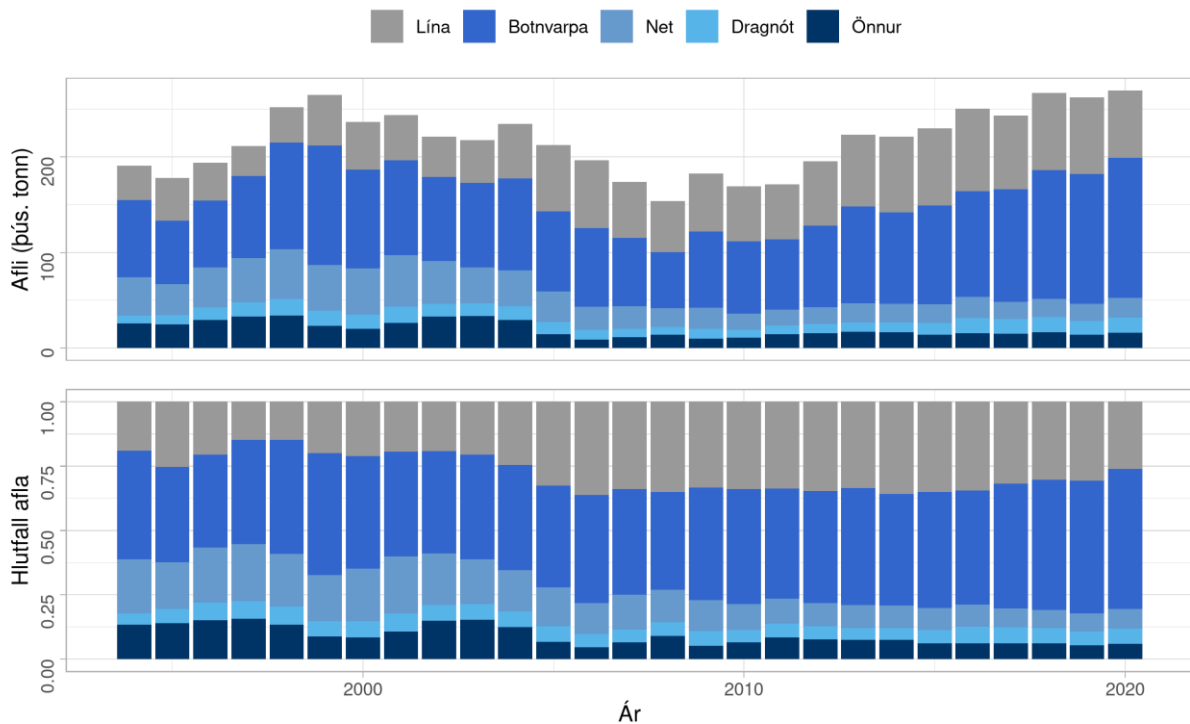 Lína Botnvarpa Net Dragnót Önnur
Afli (þús. tonn)
200
100
0
Hlutfall afla
1.00
0.75
0.50
0.25
0.00
2000 2010 2020
Ár